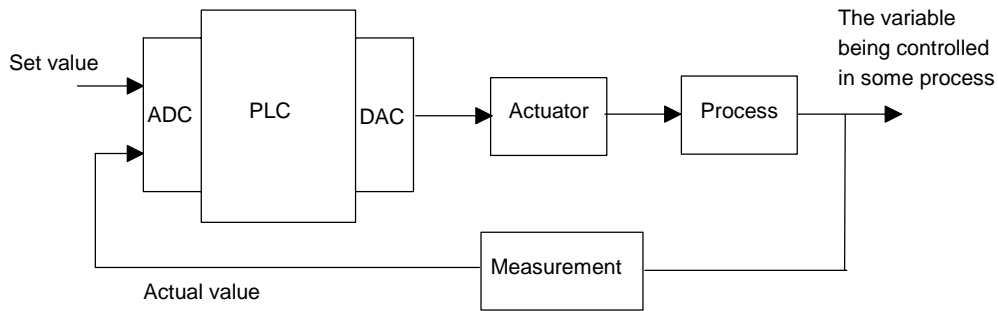 The variable
being controlled
in some process
Set value
ADC
PLC
DAC
Actuator
Process
Measurement
Actual value